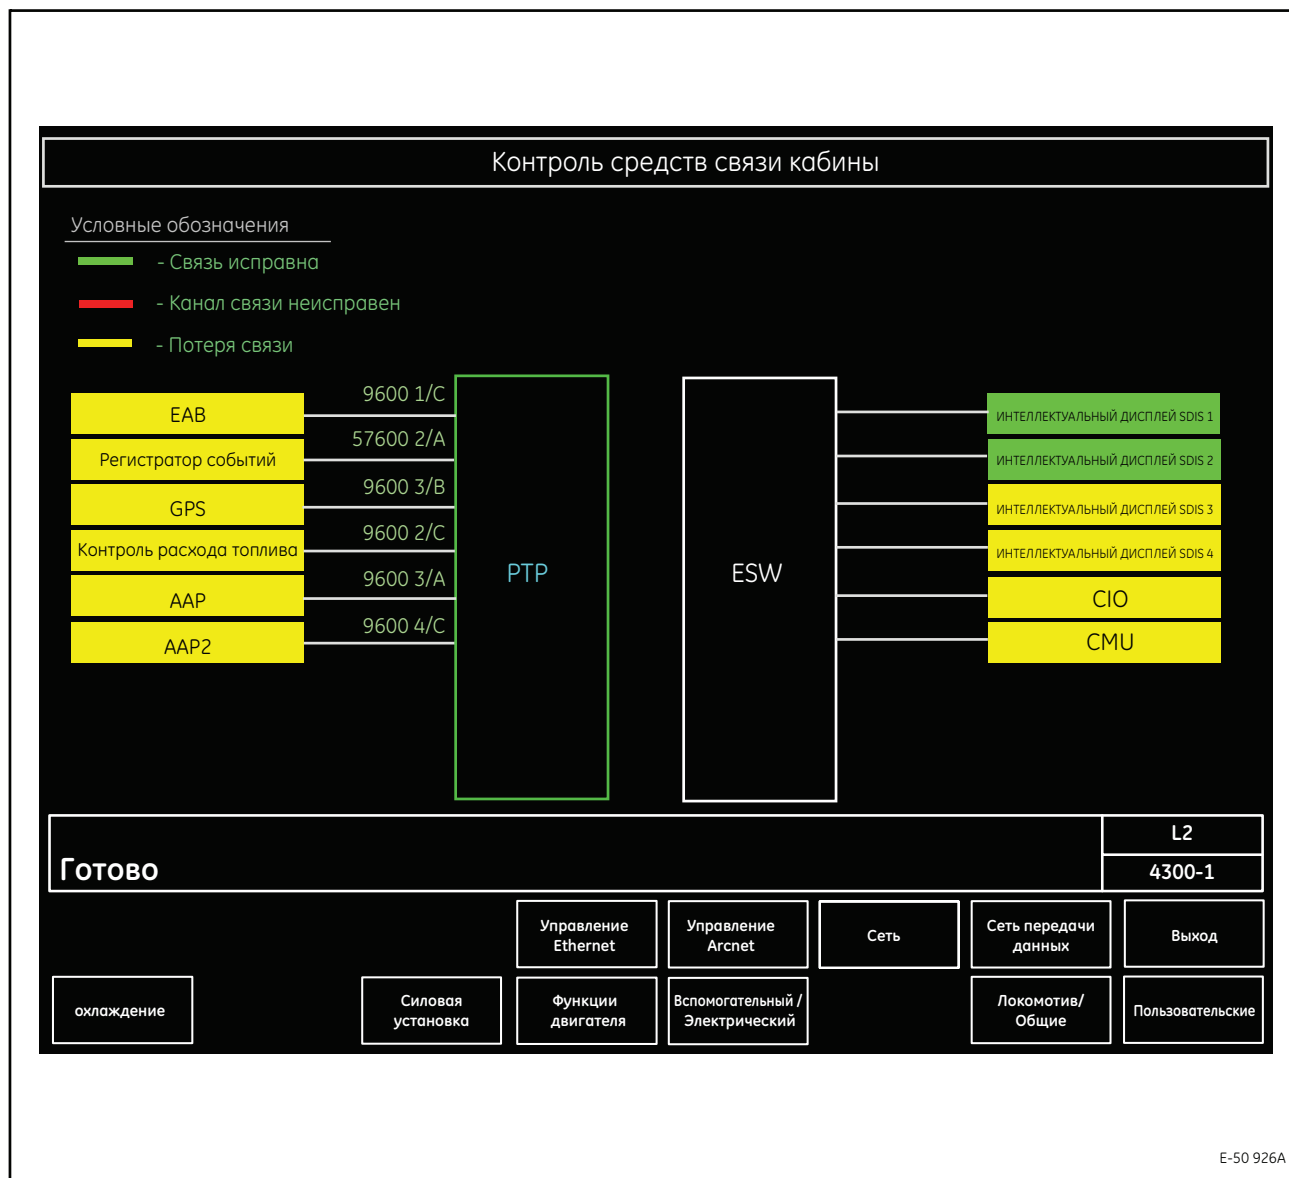 Контроль средств связи кабины
Условные обозначения
- Связь исправна
- Канал связи неисправен
- Потеря связи
EAB
9600 1/C
Регистратор событий
57600 2/A
GPS
9600 3/B
Контроль расхода топлива
9600 2/C
AAP
9600 3/A
AAP2
9600 4/C
PTP
ESW
ИНТЕЛЛЕКТУАЛЬНЫЙ ДИСПЛЕЙ SDIS 1
ИНТЕЛЛЕКТУАЛЬНЫЙ ДИСПЛЕЙ SDIS 2
ИНТЕЛЛЕКТУАЛЬНЫЙ ДИСПЛЕЙ SDIS 3
ИНТЕЛЛЕКТУАЛЬНЫЙ ДИСПЛЕЙ SDIS 4
CIO
CMU
Готово
L2
4300-1
Управление
Ethernet
Управление
Arcnet
Сеть
Сеть передачи
данных
Выход
охлаждение
Силовая
установка
Функции
двигателя
Вспомогательный /
Электрический
Локомотив/
Общие
Пользовательские
E-50 926A